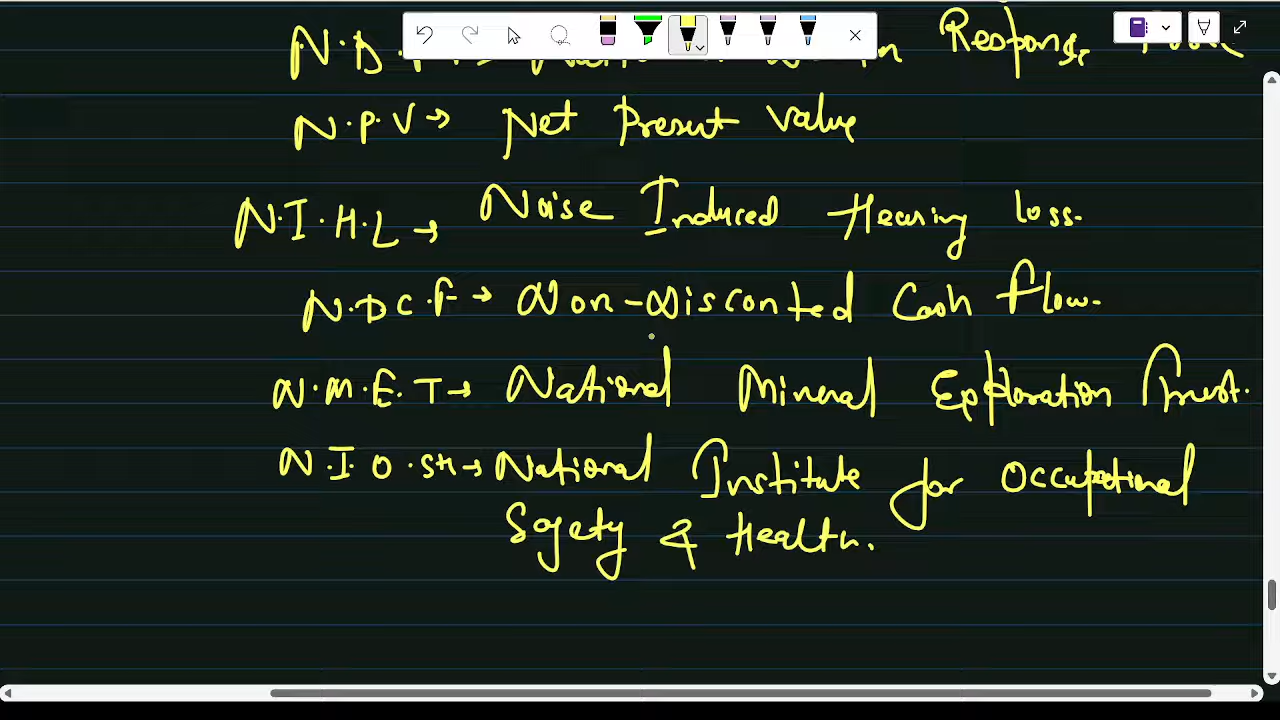 N.D. Response
N.P.V → Net Present Value
N.I.H.L → Noise Induced Hearing loss.
N.D C.F → Non-Disconted Cash flow.
N.M.E.T → National Mineral Exploration Trust.
N.I.O.SH → National Institute for Occupational
Safety & Health.